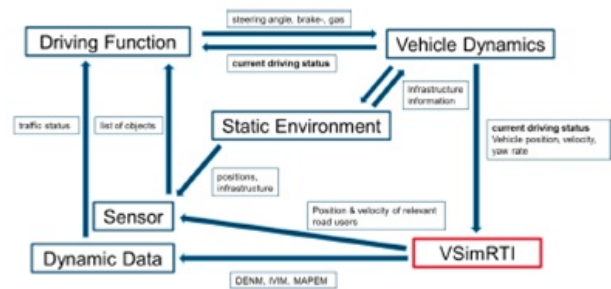 steering angle, brake-, gas
Driving Function
Vehicle Dynamics
current driving status
infrastructure
information
traffic status
list of objects
Static Environment
current driving status
Vehicle position, velocity,
yaw rate
positions,
infrastructure
Sensor
Position & velocity of relevant
road users
Dynamic Data
VSimRTI
DENM, IVIM, MAPEM